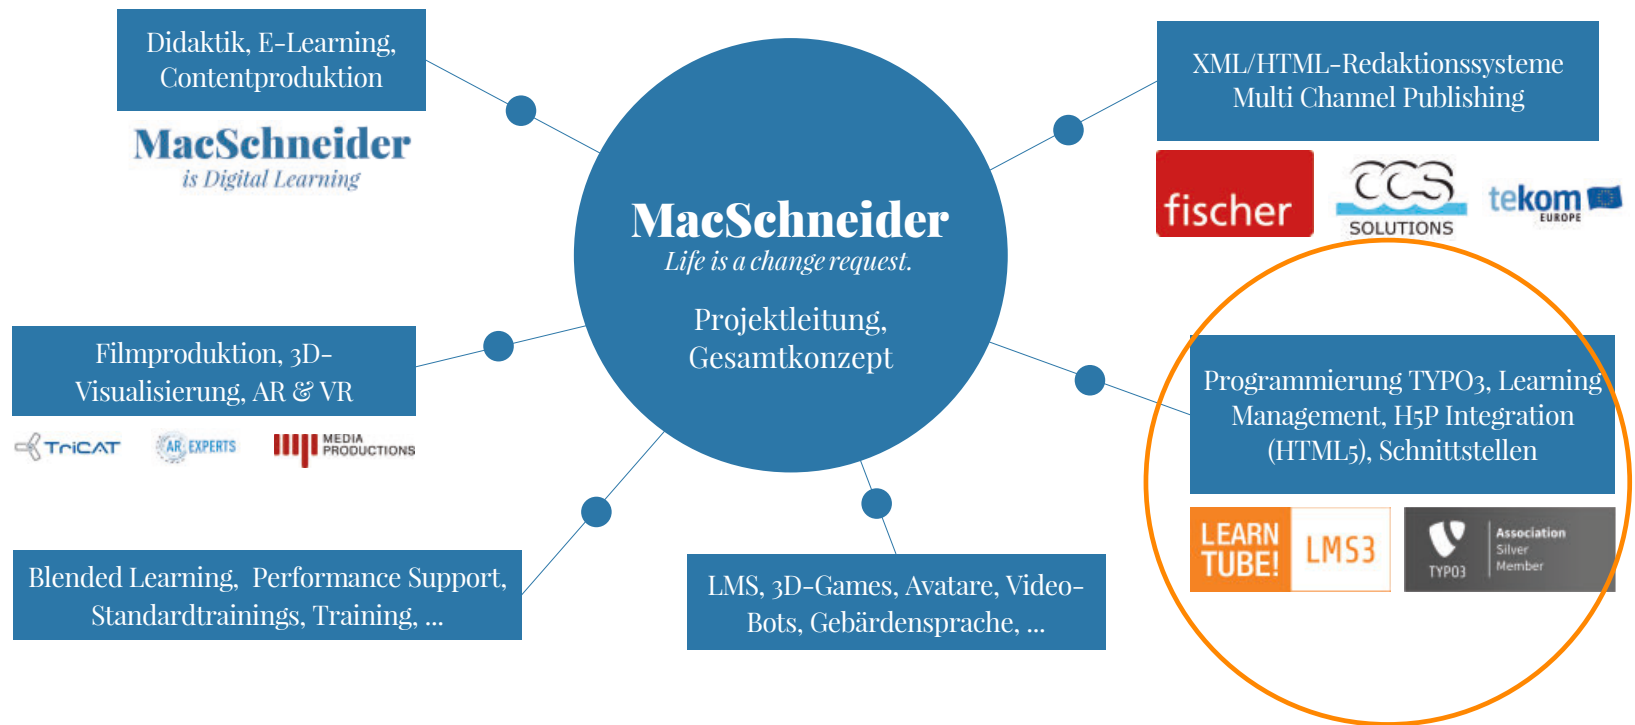 Didaktik, E-Learning,
Contentproduktion
MacSchneider
is Digital Learning
XML/HTML-Redaktionssysteme
Multi Channel Publishing
fischer
CCS
SOLUTIONS
tekom
EUROPE
MacSchneider
Life is a change request.
Projektleitung,
Gesamtkonzept
Filmproduktion, 3D-
Visualisierung, AR & VR
TriCAT
AR EXPERTS
MEDIA
PRODUCTIONS
Programmierung TYPO3, Learning
Management, H5P Integration
(HTML5), Schnittstellen
LEARN
TUBE!
LMS3
TYPO3
Association
Silver
Member
Blended Learning, Performance Support,
Standardtrainings, Training, ...
LMS, 3D-Games, Avatare, Video-
Bots, Gebärdensprache, ...